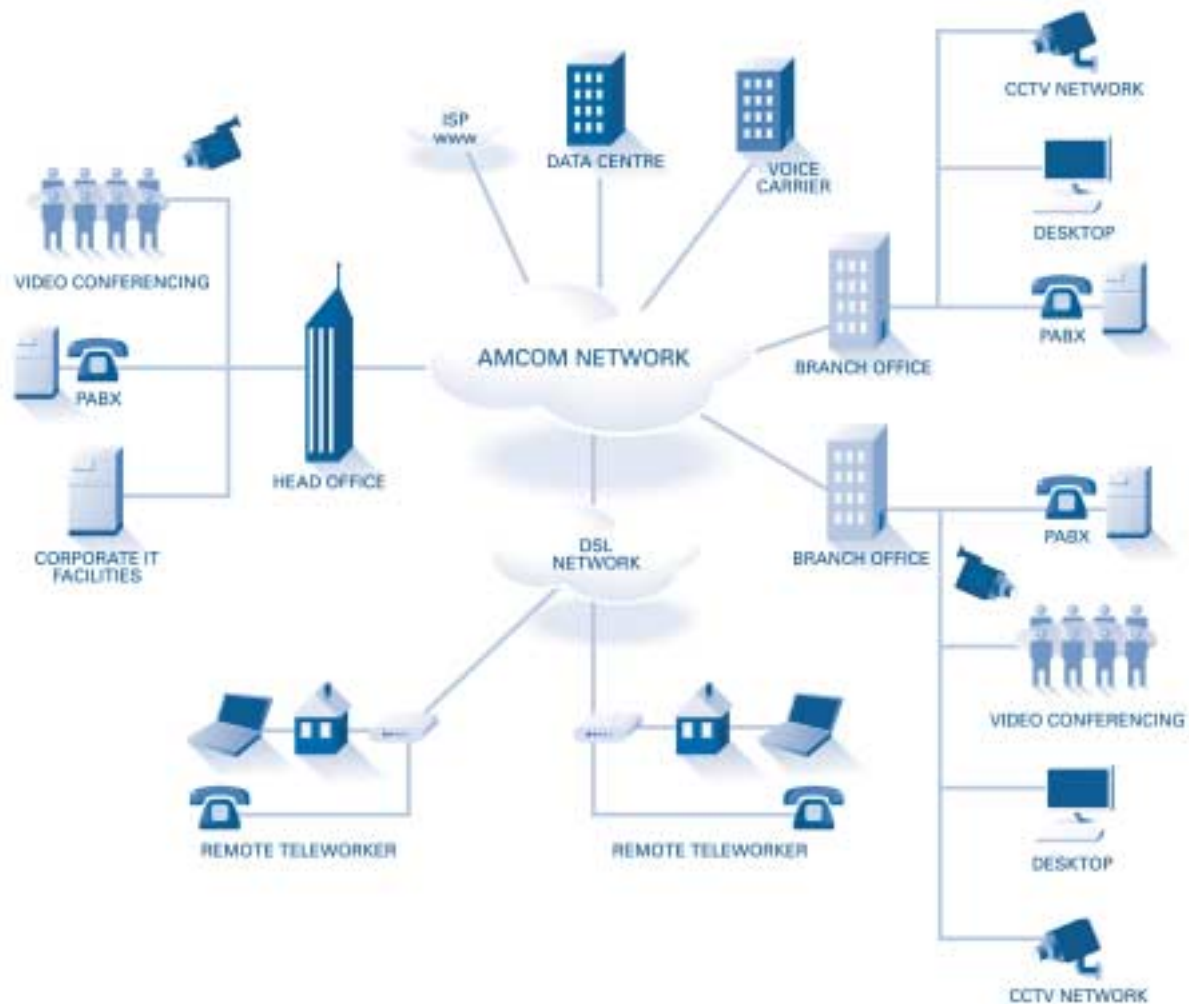 CCTV NETWORK
ISP
WWW
DATA CENTRE
VOICE
CARRIER
DESKTOP
VIDEO CONFERENCING
PABX
AMCOM NETWORK
BRANCH OFFICE
PABX
HEAD OFFICE
PABX
CORPORATE IT
FACILITIES
DSL
NETWORK
BRANCH OFFICE
VIDEO CONFERENCING
REMOTE TELEWORKER
REMOTE TELEWORKER
DESKTOP
CCTV NETWORK